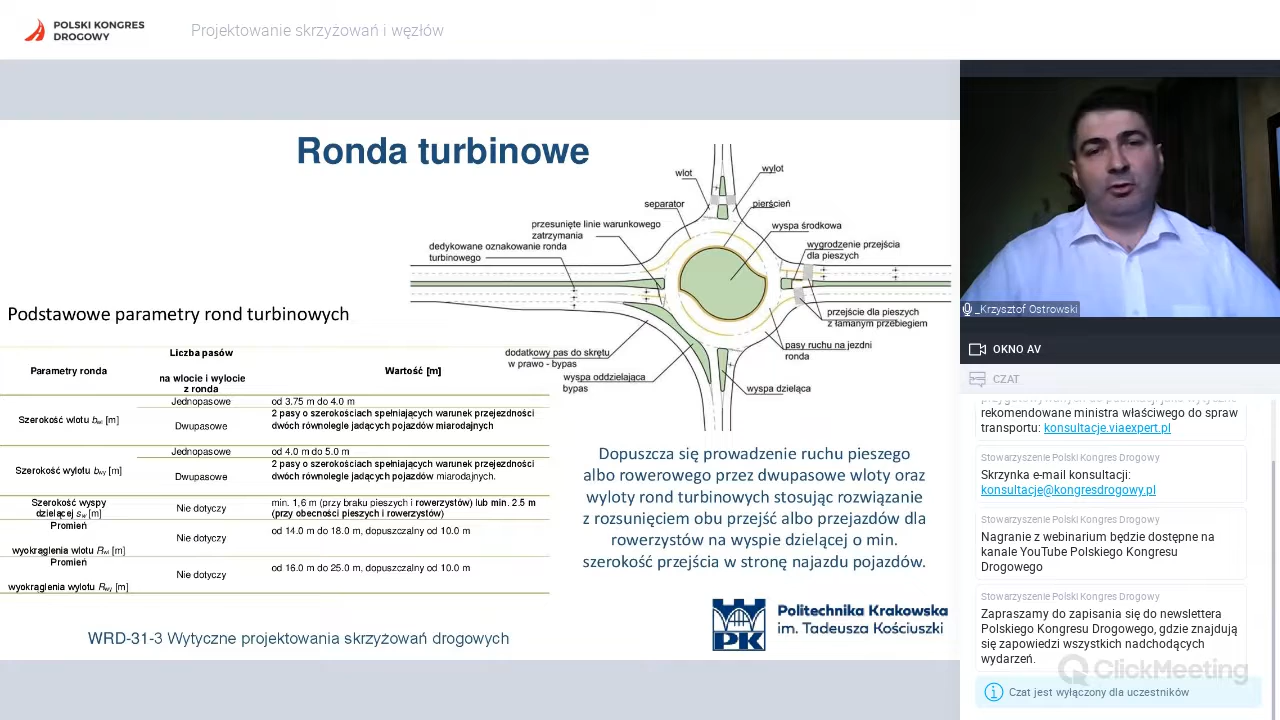 POLSKI KONGRES
DROGOWY
Projektowanie skrzyżowań i węzłów
Ronda turbinowe
wlot
wylot
separator
pierścień
przesunięte linie warunkowego
zatrzymania
wyspa środkowa
dedykowane oznakowanie ronda
turbinowego
wygrodzenie przejścia
dla pieszych
przejście dla pieszych
z łamanym przebiegiem
pasy ruchu na jezdni
ronda
dodatkowy pas do skrętu
w prawo - bypas
wyspa oddzielająca
bypas
wyspa dzieląca
Podstawowe parametry rond turbinowych
Parametry ronda
Liczba pasów
na wlocie i wylocie
z ronda
Wartość [m]
Szerokość wlotu bwl [m]
Jednopasowe
od 3.75 m do 4.0 m
Dwupasowe
2 pasy o szerokościach spełniających warunek przejezdności
dwóch równolegle jadących pojazdów miarodajnych
Szerokość wylotu bwy [m]
Jednopasowe
od 4.0 m do 5.0 m
Dwupasowe
2 pasy o szerokościach spełniających warunek przejezdności
dwóch równolegle jadących pojazdów miarodajnych.
Szerokość wyspy
dzielącej sw [m]
Nie dotyczy
min. 1,6 m (przy braku pieszych i rowerzystów) lub min. 2.5 m
(przy obecności pieszych i rowerzystów)
Promień
wyokrąglenia wlotu Rwl [m]
Nie dotyczy
od 14.0 m do 18.0 m, dopuszczalny od 10.0 m
Promień
wyokrąglenia wylotu Rwy [m]
Nie dotyczy
od 16.0 m do 25.0 m, dopuszczalny od 10.0 m
Dopuszcza się prowadzenie ruchu pieszego
albo rowerowego przez dwupasowe wloty oraz
wyloty rond turbinowych stosując rozwiązanie
z rozsunięciem obu przejść albo przejazdów dla
rowerzystów na wyspie dzielącej o min.
szerokość przejścia w stronę najazdu pojazdów.
WRD-31-3 Wytyczne projektowania skrzyżowań drogowych
PK
Politechnika Krakowska
im. Tadeusza Kościuszki
_Krzysztof Ostrowski
OKNO AV
CZAT
rekomendowane ministra właściwego do spraw
transportu: konsultacje.viaexpert.pl
Stowarzyszenie Polski Kongres Drogowy
Skrzynka e-mail konsultacji:
konsultacje@kongresdrogowy.pl
Stowarzyszenie Polski Kongres Drogowy
Nagranie z webinarium będzie dostępne na
kanale YouTube Polskiego Kongresu
Drogowego
Stowarzyszenie Polski Kongres Drogowy
Zapraszamy do zapisania się do newslettera
Polskiego Kongresu Drogowego, gdzie znajdują
się zapowiedzi wszystkich nadchodzących
wydarzeń.
ClickMeeting
Czat jest wyłączony dla uczestników